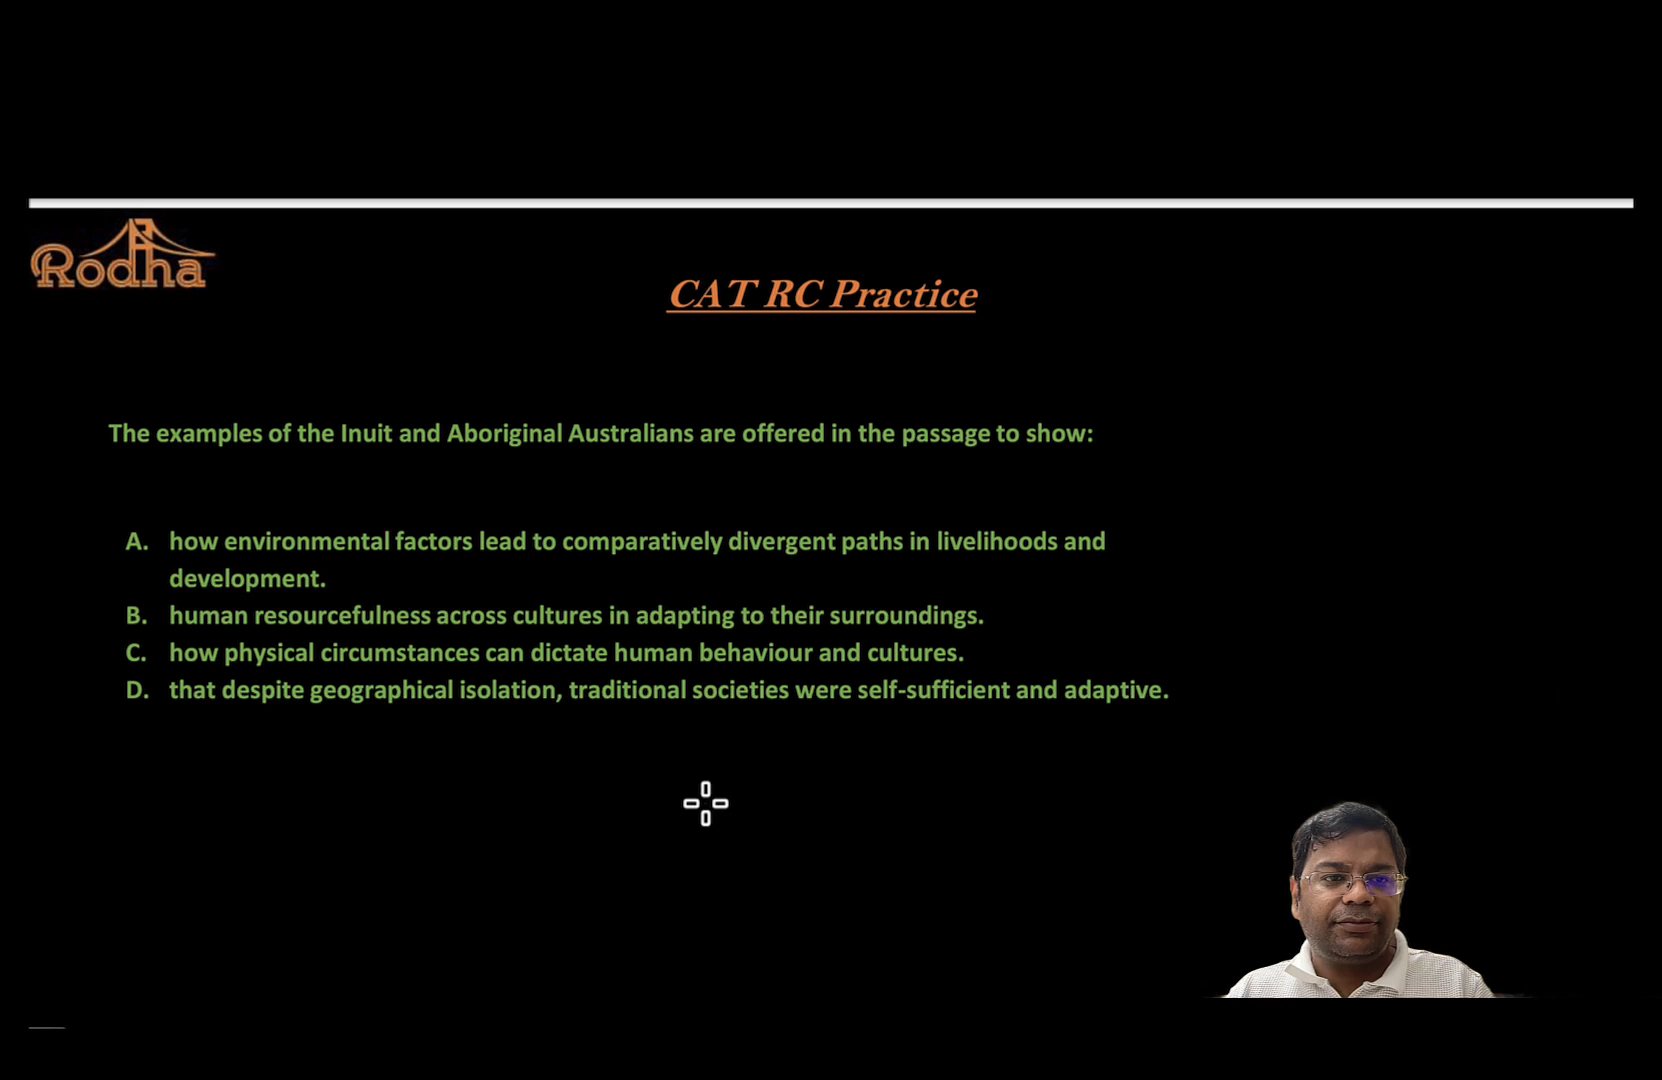 Rodha
CAT RC Practice
The examples of the Inuit and Aboriginal Australians are offered in the passage to show:
A. how environmental factors lead to comparatively divergent paths in livelihoods and
development.
B. human resourcefulness across cultures in adapting to their surroundings.
C. how physical circumstances can dictate human behaviour and cultures.
D. that despite geographical isolation, traditional societies were self-sufficient and adaptive.